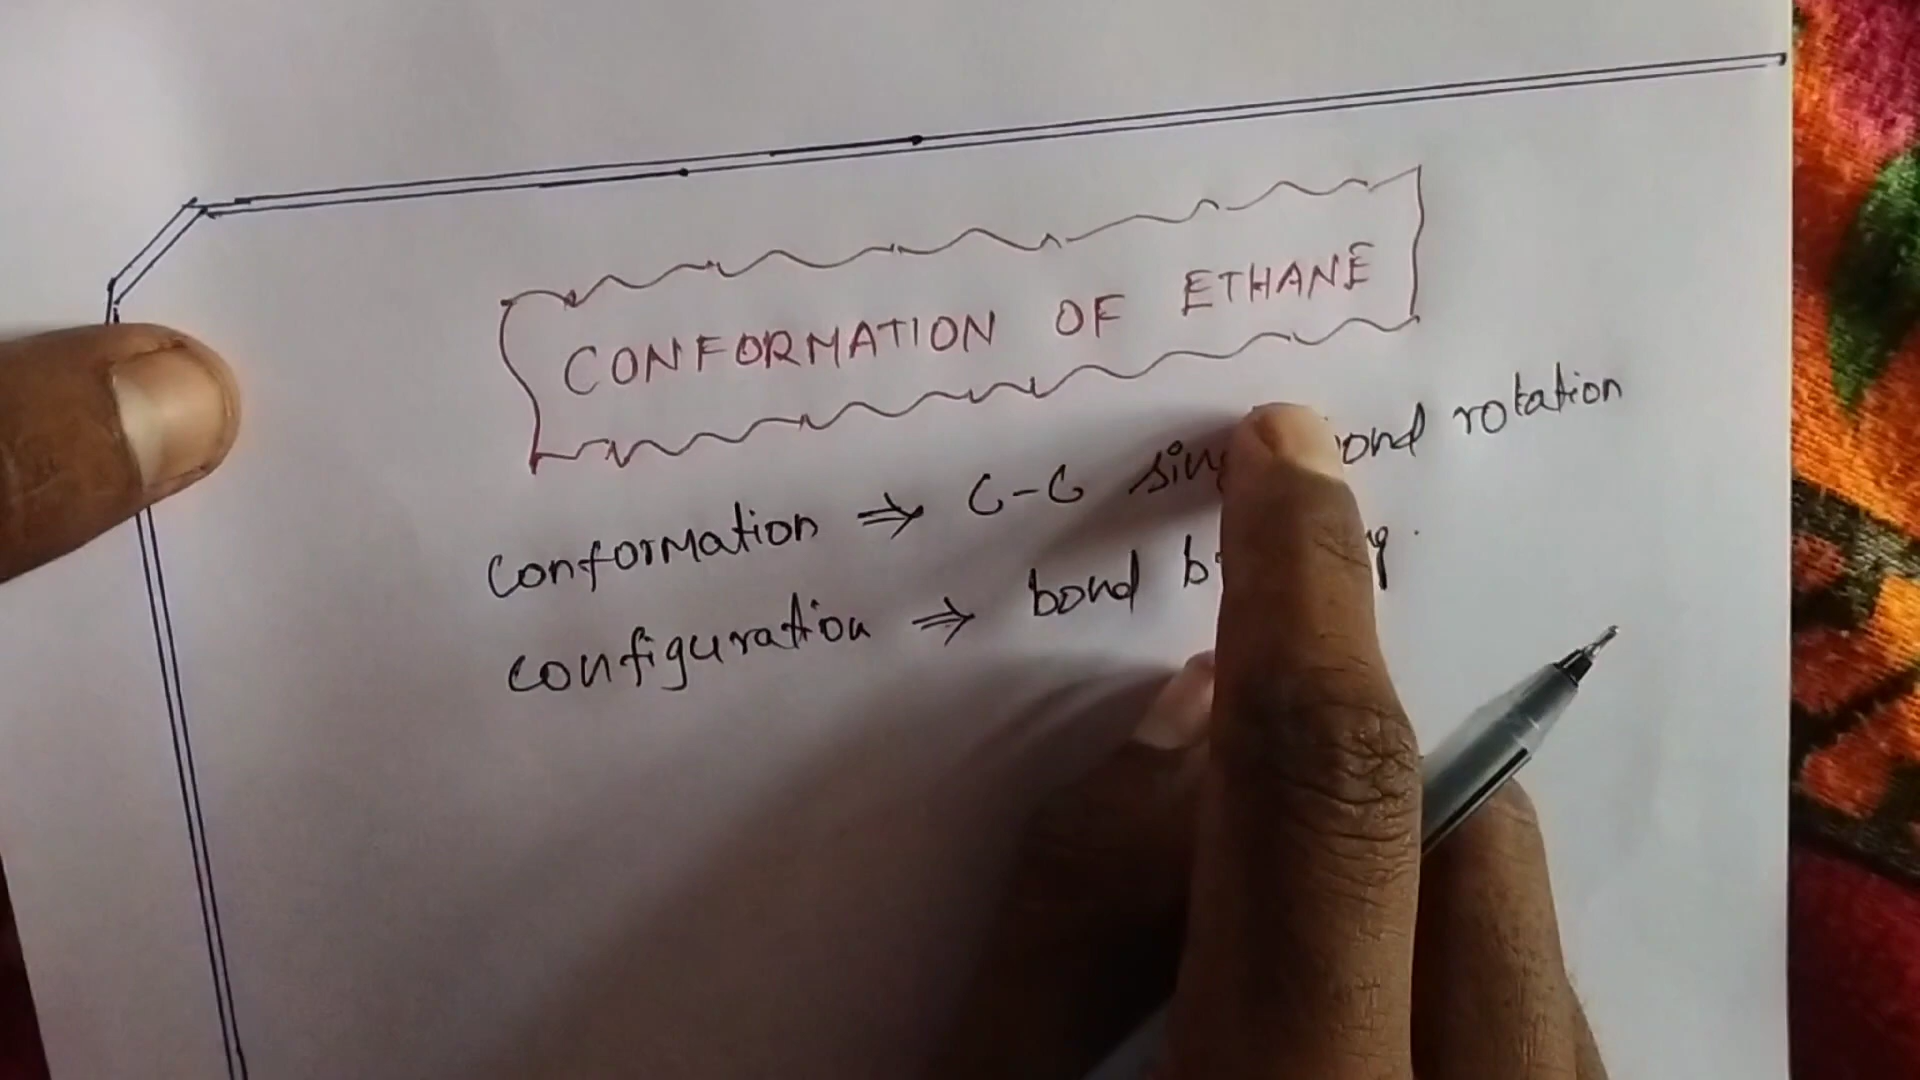 CONFORMATION OF ETHANE
conformation ⇒ C-C rotation
configuration ⇒ bond